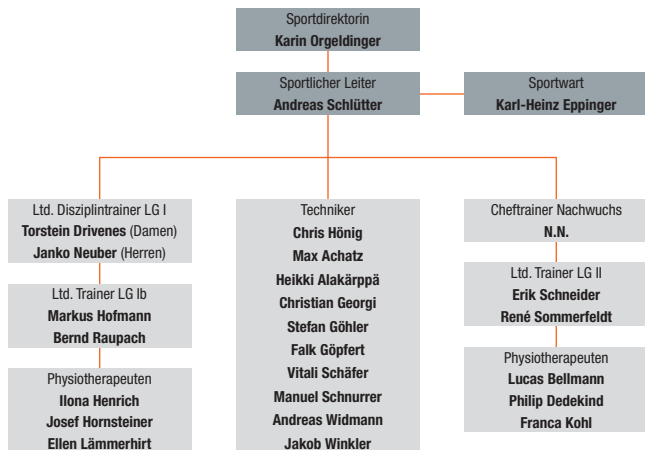 Sportdirektorin
Karin Orgeldinger
Sportlicher Leiter
Andreas Schlütter
Sportwart
Karl-Heinz Eppinger
Ltd. Disziplintrainer LG I
Torstein Drivenes (Damen)
Janko Neuber (Herren)
Ltd. Trainer LG Ib
Markus Hofmann
Bernd Raupach
Physiotherapeuten
Ilona Henrich
Josef Hornsteiner
Ellen Lämmerhirt
Techniker
Chris Hönig
Max Achatz
Heikki Alakärppä
Christian Georgi
Stefan Göhler
Falk Göpfert
Vitali Schäfer
Manuel Schnurrer
Andreas Widmann
Jakob Winkler
Cheftrainer Nachwuchs
N.N.
Ltd. Trainer LG II
Erik Schneider
René Sommerfeldt
Physiotherapeuten
Lucas Bellmann
Philip Dedekind
Franca Kohl